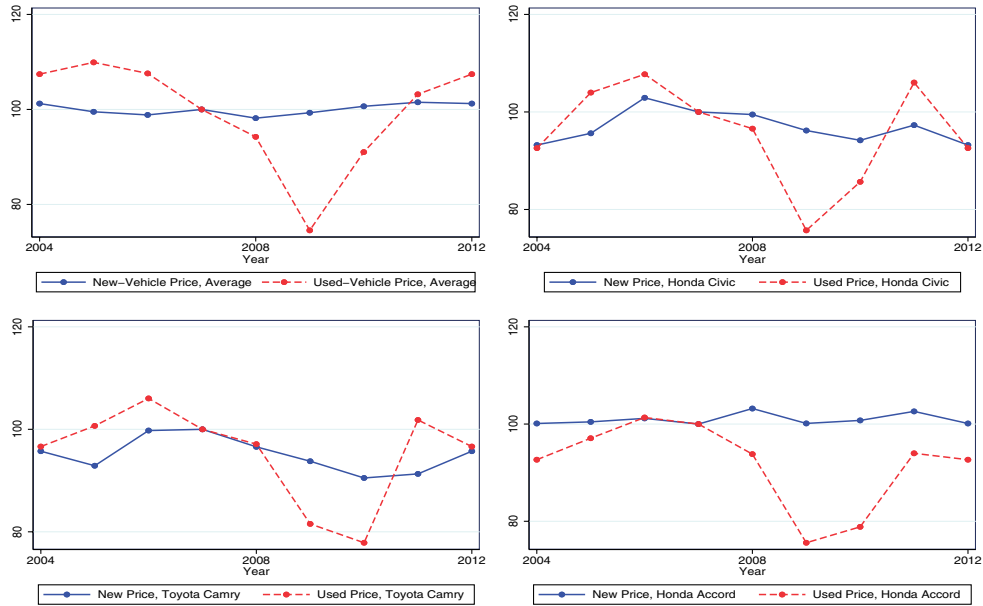 120
100
80
2004
2008
2012
Year
New-Vehicle Price, Average
Used-Vehicle Price, Average
120
100
80
2004
2008
2012
Year
New Price, Honda Civic
Used Price, Honda Civic
120
100
80
2004
2008
2012
Year
New Price, Toyota Camry
Used Price, Toyota Camry
120
100
80
2004
2008
2012
Year
New Price, Honda Accord
Used Price, Honda Accord